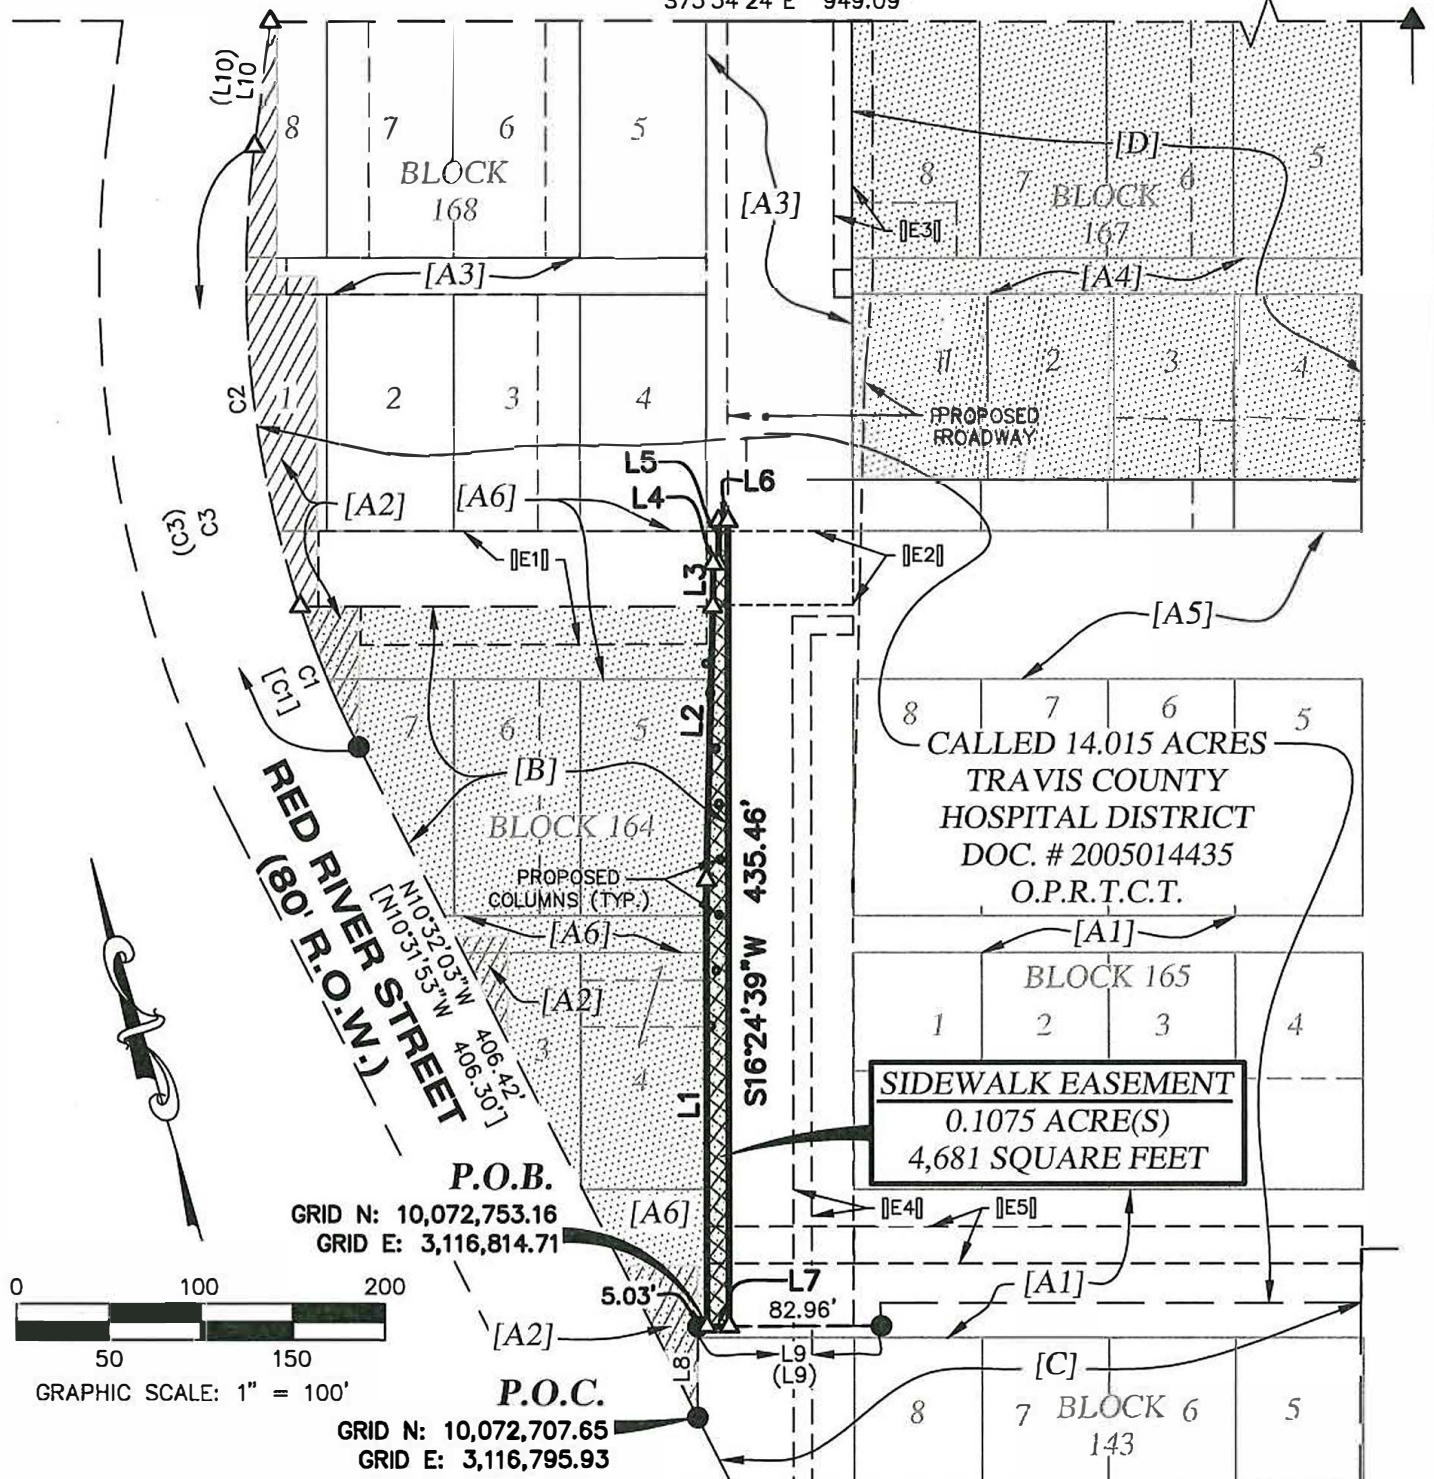 S75°34'24"E 949.09'
(L10)
L10
8
7
6
5
BLOCK
168
[A3]
[A3]
[D]
8
7
6
5
BLOCK
167
[E3]
[A4]
C2
1
2
3
4
1
2
3
4
PROPOSED
ROADWAY
L5
L4
L6
[A2]
[A6]
(C3)
C3
[E1]
L3
[E2]
[A5]
C1
[C1]
7
6
5
L2
[B]
BLOCK 164
8
7
6
5
CALLED 14.015 ACRES
TRAVIS COUNTY
HOSPITAL DISTRICT
DOC. # 2005014435
O.P.R.T.C.T.
RED RIVER STREET
(80' R.O.W.)
PROPOSED
COLUMNS (TYP.)
S16°24'39"W 435.46'
N10°32'03"W 406.42'
[N10°31'53"W 406.30']
[A6]
[A1]
[A2]
BLOCK 165
1
2
3
4
3
4
L1
SIDEWALK EASEMENT
0.1075 ACRE(S)
4,681 SQUARE FEET
P.O.B.
GRID N: 10,072,753.16
GRID E: 3,116,814.71
[A6]
[E4]
[E5]
0 100 200
50 150
GRAPHIC SCALE: 1" = 100'
5.03'
L7
82.96'
[A1]
[A2]
L8
L9
(L9)
[C]
P.O.C.
GRID N: 10,072,707.65
GRID E: 3,116,795.93
8
7
BLOCK
6
5
143